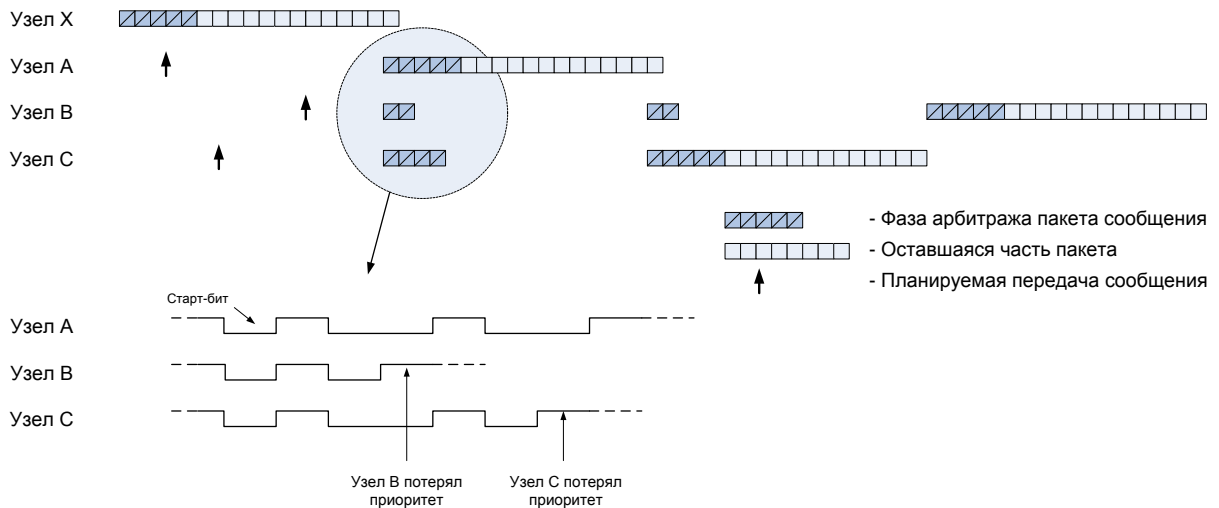 Узел X
Узел A
Узел B
Узел C
- Фаза арбитража пакета сообщения
- Оставшаяся часть пакета
- Планируемая передача сообщения
Старт-бит
Узел A
Узел B
Узел C
Узел B потерял
приоритет
Узел C потерял
приоритет